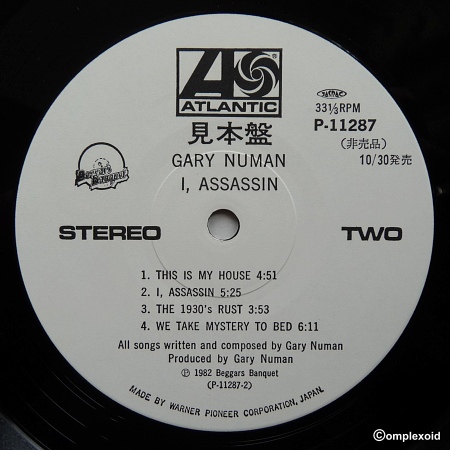 ATLANTIC
JASRAC
33⅓RPM
見本盤
P-11287
(非売品)
10/30発売
GARY NUMAN
I, ASSASSIN
Beggars Banquet
STEREO
TWO
1. THIS IS MY HOUSE 4:51
2. I, ASSASSIN 5:25
3. THE 1930's RUST 3:53
4. WE TAKE MYSTERY TO BED 6:11
All songs written and composed by Gary Numan
Produced by Gary Numan
Ⓟ 1982 Beggars Banquet
(P-11287-2)
MADE BY WARNER PIONEER CORPORATION, JAPAN.
©omplexoid